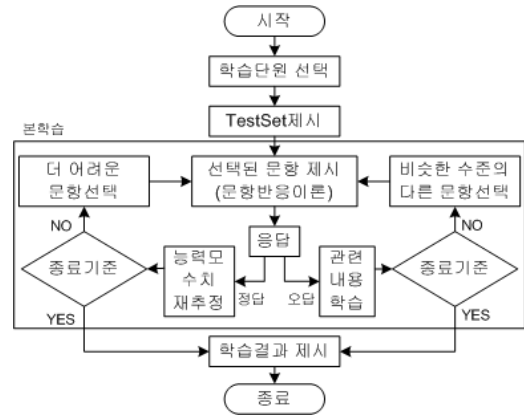 시작
학습단원 선택
TestSet제시
본학습
더 어려운
문항선택
선택된 문항 제시
(문항반응이론)
비슷한 수준의
다른 문항선택
NO
응답
NO
종료기준
능력모
수치
재추정
정답
오답
관련
내용
학습
종료기준
YES
YES
학습결과 제시
종료